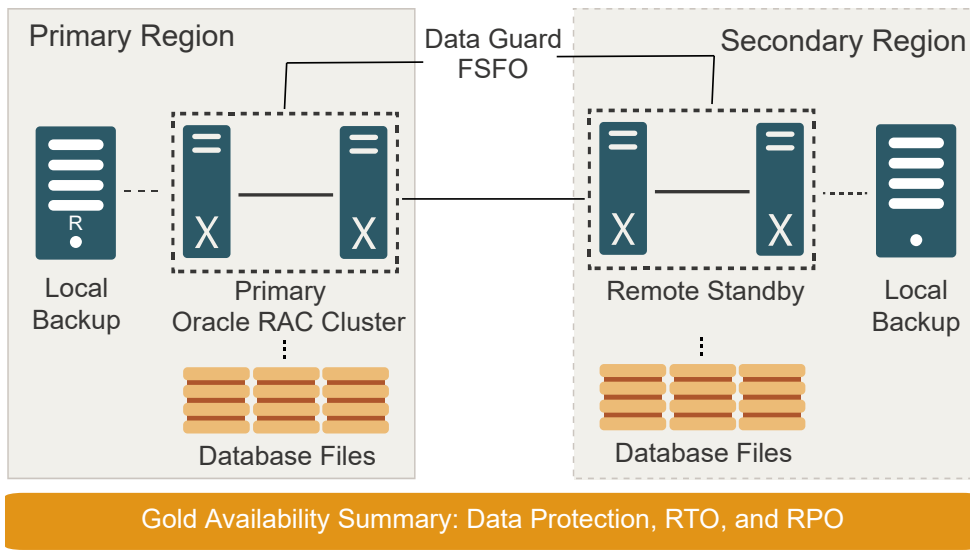 Primary Region
Data Guard
FSFO
Secondary Region
R
X
X
X
X
Local
Backup
Primary
Oracle RAC Cluster
Remote Standby
Local
Backup
Database Files
Database Files
Gold Availability Summary: Data Protection, RTO, and RPO